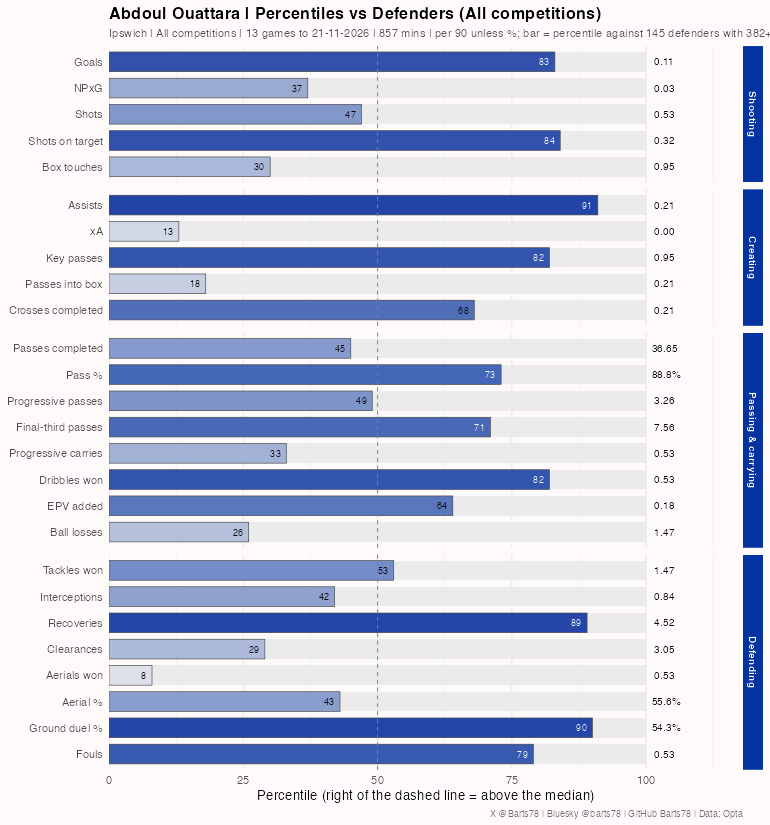 Abdoul Ouattara | Percentiles vs Defenders (All competitions)
Ipswich | All competitions | 13 games to 21-11-2026 | 857 mins | per 90 unless %; bar = percentile against 145 defenders with 382+
Goals 83 0.11
NPxG 37 0.03
Shots 47 0.53
Shots on target 84 0.32
Box touches 30 0.95
Shooting
Assists 91 0.21
xA 13 0.00
Key passes 82 0.95
Passes into box 18 0.21
Crosses completed 68 0.21
Creating
Passes completed 45 36.65
Pass % 73 88.8%
Progressive passes 49 3.26
Final-third passes 71 7.56
Progressive carries 33 0.53
Dribbles won 82 0.53
EPV added 64 0.18
Ball losses 26 1.47
Passing & carrying
Tackles won 53 1.47
Interceptions 42 0.84
Recoveries 89 4.52
Clearances 29 3.05
Aerials won 8 0.53
Aerial % 43 55.6%
Ground duel % 90 54.3%
Fouls 79 0.53
Defending
0 25 50 75 100
Percentile (right of the dashed line = above the median)
X @Barts78 | Bluesky @barts78 | GitHub Barts78 | Data: Opta